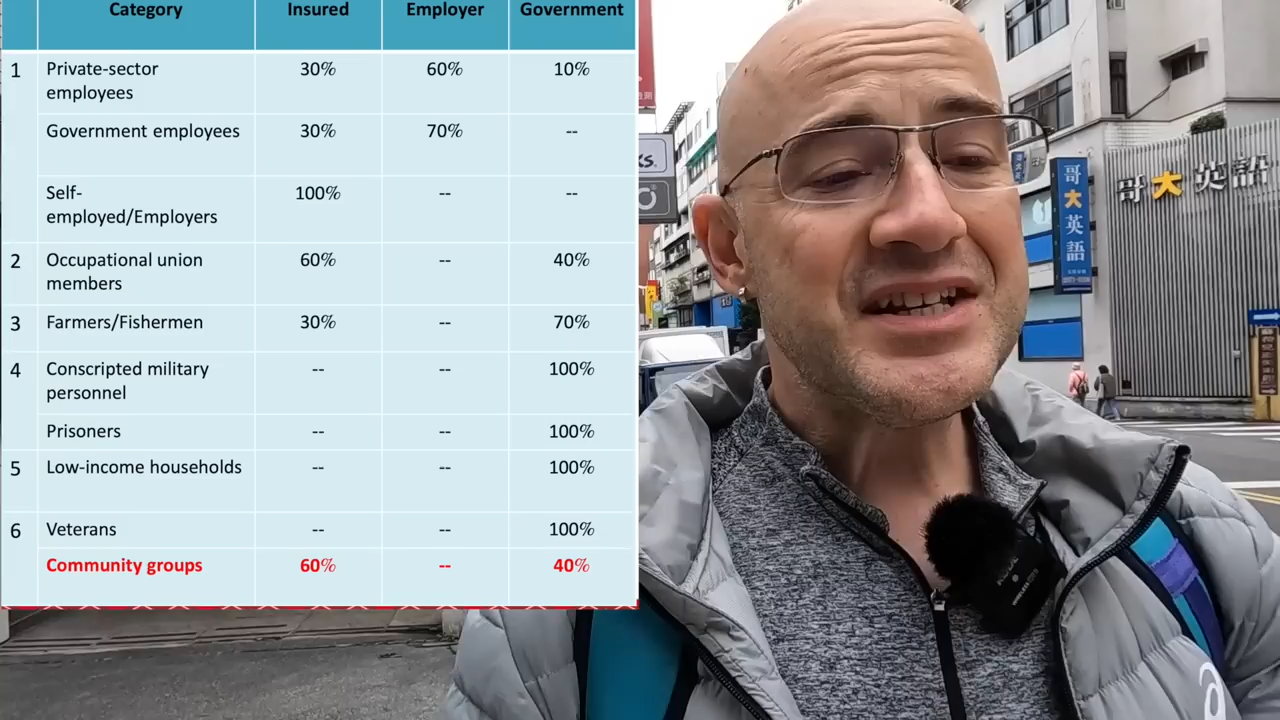 Category Insured Employer Government
1 Private-sector employees 30% 60% 10%
Government employees 30% 70% --
Self-employed/Employers 100% -- --
2 Occupational union members 60% -- 40%
3 Farmers/Fishermen 30% -- 70%
4 Conscripted military personnel -- -- 100%
Prisoners -- -- 100%
5 Low-income households -- -- 100%
6 Veterans -- -- 100%
Community groups 60% -- 40%
ks.
哥大英語
哥大英語